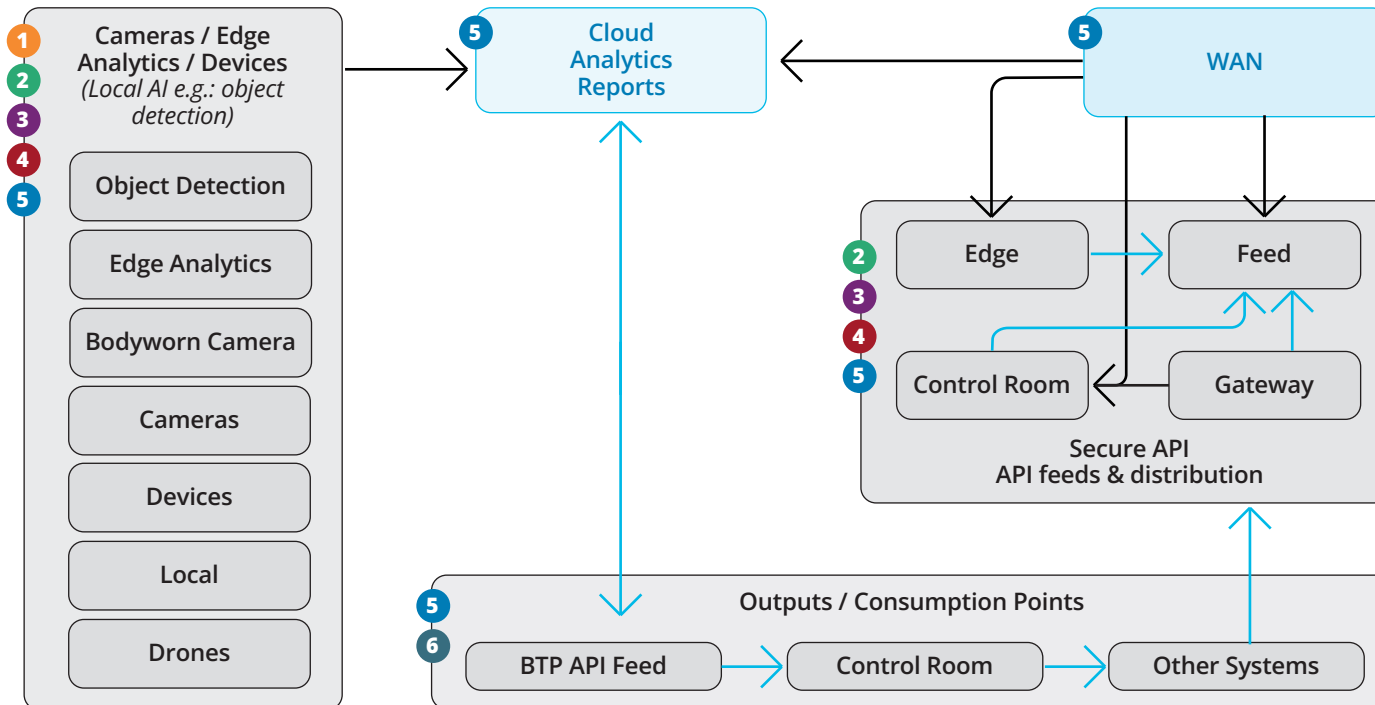 1
2
3
4
5
Cameras / Edge
Analytics / Devices
(Local AI e.g.: object
detection)
Object Detection
Edge Analytics
Bodyworn Camera
Cameras
Devices
Local
Drones
5
Cloud
Analytics
Reports
5
WAN
2
3
4
5
Edge
Feed
Control Room
Gateway
Secure API
API feeds & distribution
5
6
Outputs / Consumption Points
BTP API Feed
Control Room
Other Systems